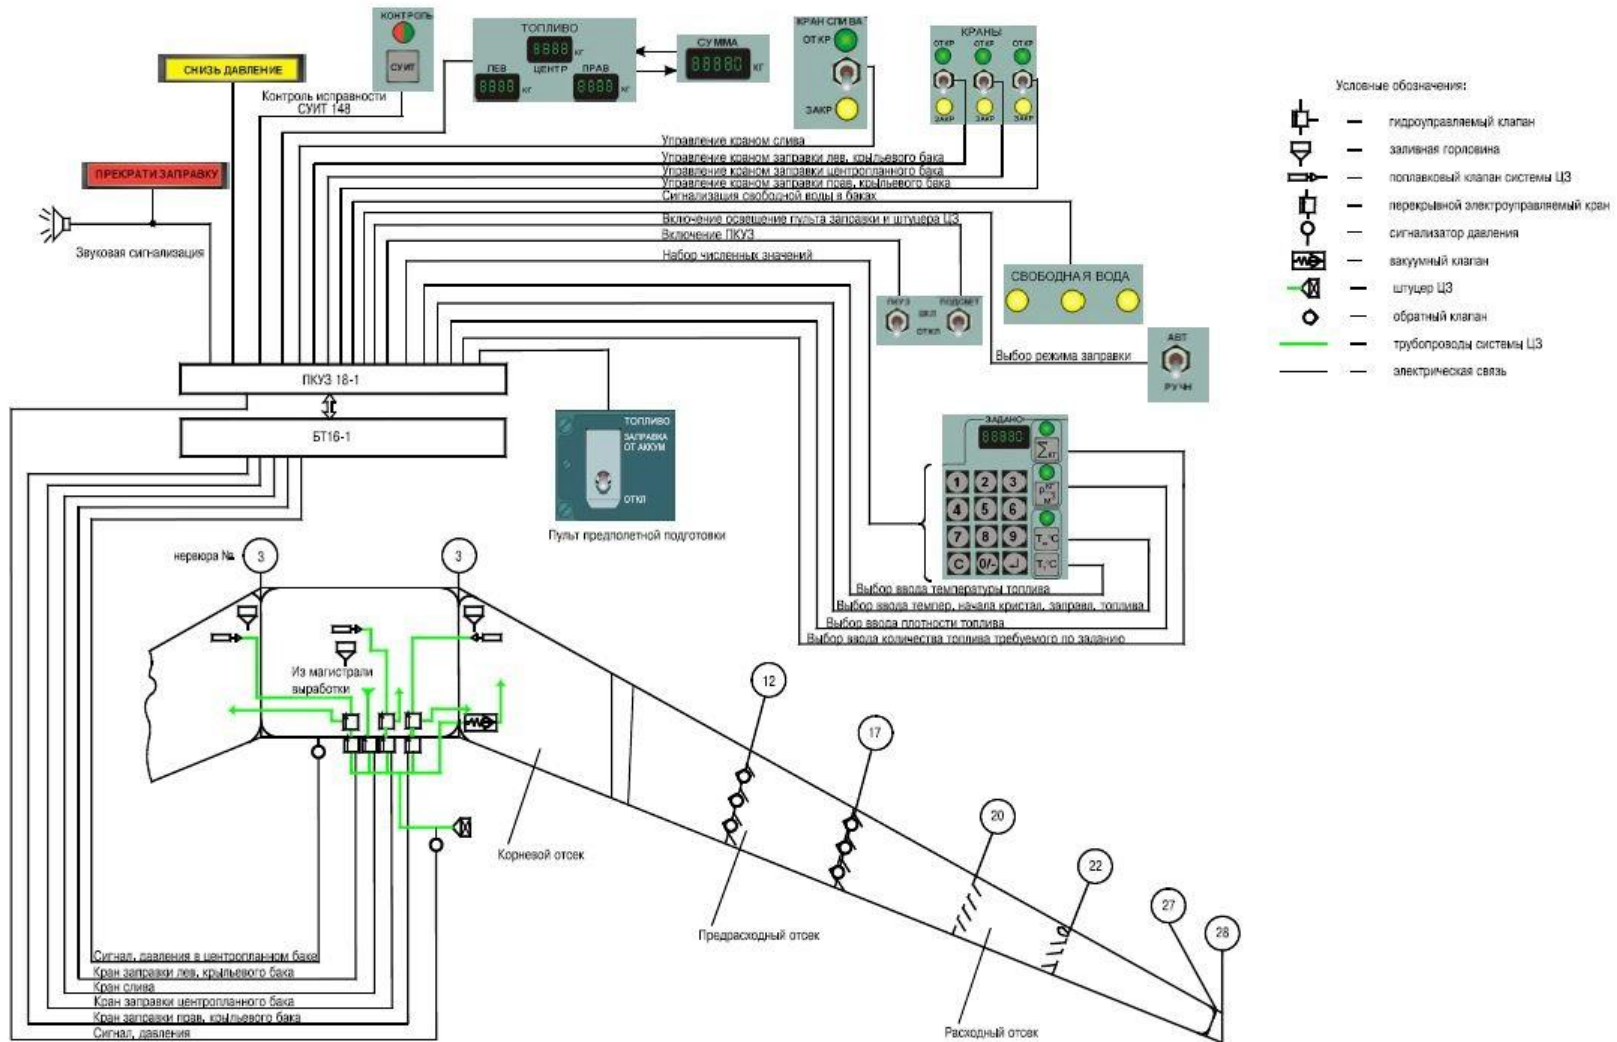 КОНТРОЛЬ
СУИТ
ТОПЛИВО
8888 КГ
ЛЕВ ЦЕНТР ПРАВ
8888 КГ 8888 КГ
СУММА
88880 КГ
КРАН СЛИВА
ОТКР
ЗАКР
КРАНЫ
ОТКР ОТКР ОТКР
ЗАКР ЗАКР ЗАКР
СНИЗЬ ДАВЛЕНИЕ
Контроль исправности
СУИТ 148
ПРЕКРАТИ ЗАПРАВКУ
Звуковая сигнализация
Управление краном слива
Управление краном заправки лев. крыльевого бака
Управление краном заправки центропланного бака
Управление краном заправки прав. крыльевого бака
Сигнализация свободной воды в баках
Включение освещение пульта заправки и штуцера ЦЗ
Включение ПКУЗ
Набор численных значений
Условные обозначения:
— гидроуправляемый клапан
— заливная горловина
— поплавковый клапан системы ЦЗ
— перекрывной электроуправляемый кран
— сигнализатор давления
— вакуумный клапан
— штуцер ЦЗ
— обратный клапан
— трубопроводы системы ЦЗ
— электрическая связь
СВОБОДНАЯ ВОДА
ПКУЗ ПОДСВЕТ
ВКЛ
ОТКЛ
Выбор режима заправки
АВТ
РУЧН
ПКУЗ 18-1
БТ16-1
ТОПЛИВО
ЗАПРАВКА
ОТ АККУМ
ОТКЛ
Пульт предполетной подготовки
ЗАДАНО
88880
Σ КГ
1 2 3
ρ КГ/М³
4 5 6
7 8 9
Т °С
С 0/-
Т, °С
Выбор ввода температуры топлива
Выбор ввода темпер. начала кристал. заправл. топлива
Выбор ввода плотности топлива
Выбор ввода количества топлива требуемого по заданию
нервюра № 3
3
Из магистрали
выработки
12
17
20
22
27
28
Корневой отсек
Предрасходный отсек
Расходный отсек
Сигнал. давления в центропланном баке
Кран заправки лев. крыльевого бака
Кран слива
Кран заправки центропланного бака
Кран заправки прав. крыльевого бака
Сигнал. давления